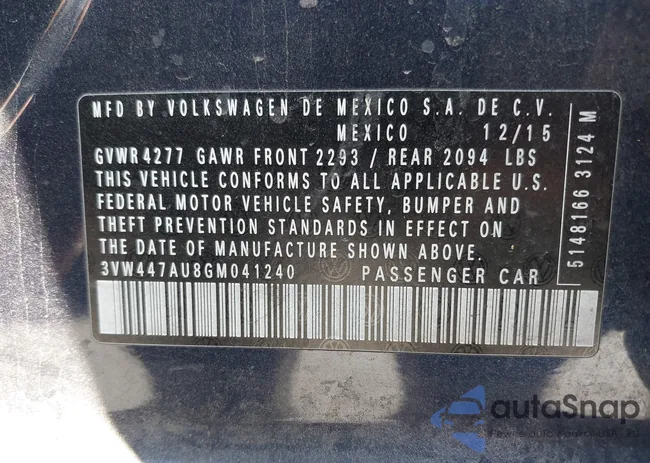 MFD BY VOLKSWAGEN DE MEXICO S.A. DE C.V.
MEXICO 12/15
GVWR 4277 GAWR FRONT 2293 / REAR 2094 LBS
THIS VEHICLE CONFORMS TO ALL APPLICABLE U.S.
FEDERAL MOTOR VEHICLE SAFETY, BUMPER AND
THEFT PREVENTION STANDARDS IN EFFECT ON
THE DATE OF MANUFACTURE SHOWN ABOVE.
3VW447AU8GM041240 PASSENGER CAR
5148166 3124 M
autoSnap